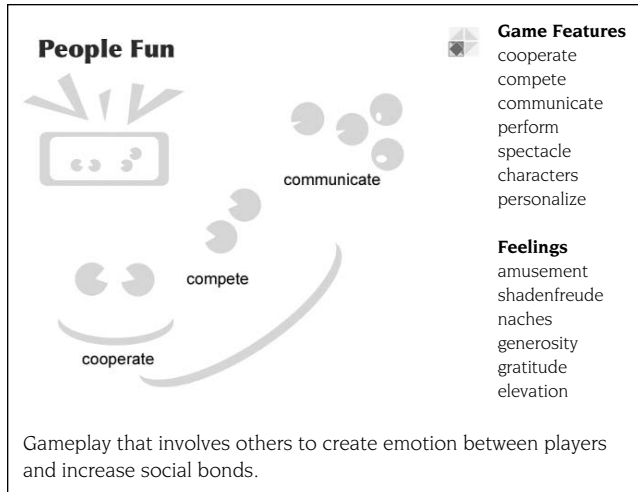 People Fun
communicate
compete
cooperate
Game Features
cooperate
compete
communicate
perform
spectacle
characters
personalize
Feelings
amusement
shadenfreude
naches
generosity
gratitude
elevation
Gameplay that involves others to create emotion between players
and increase social bonds.